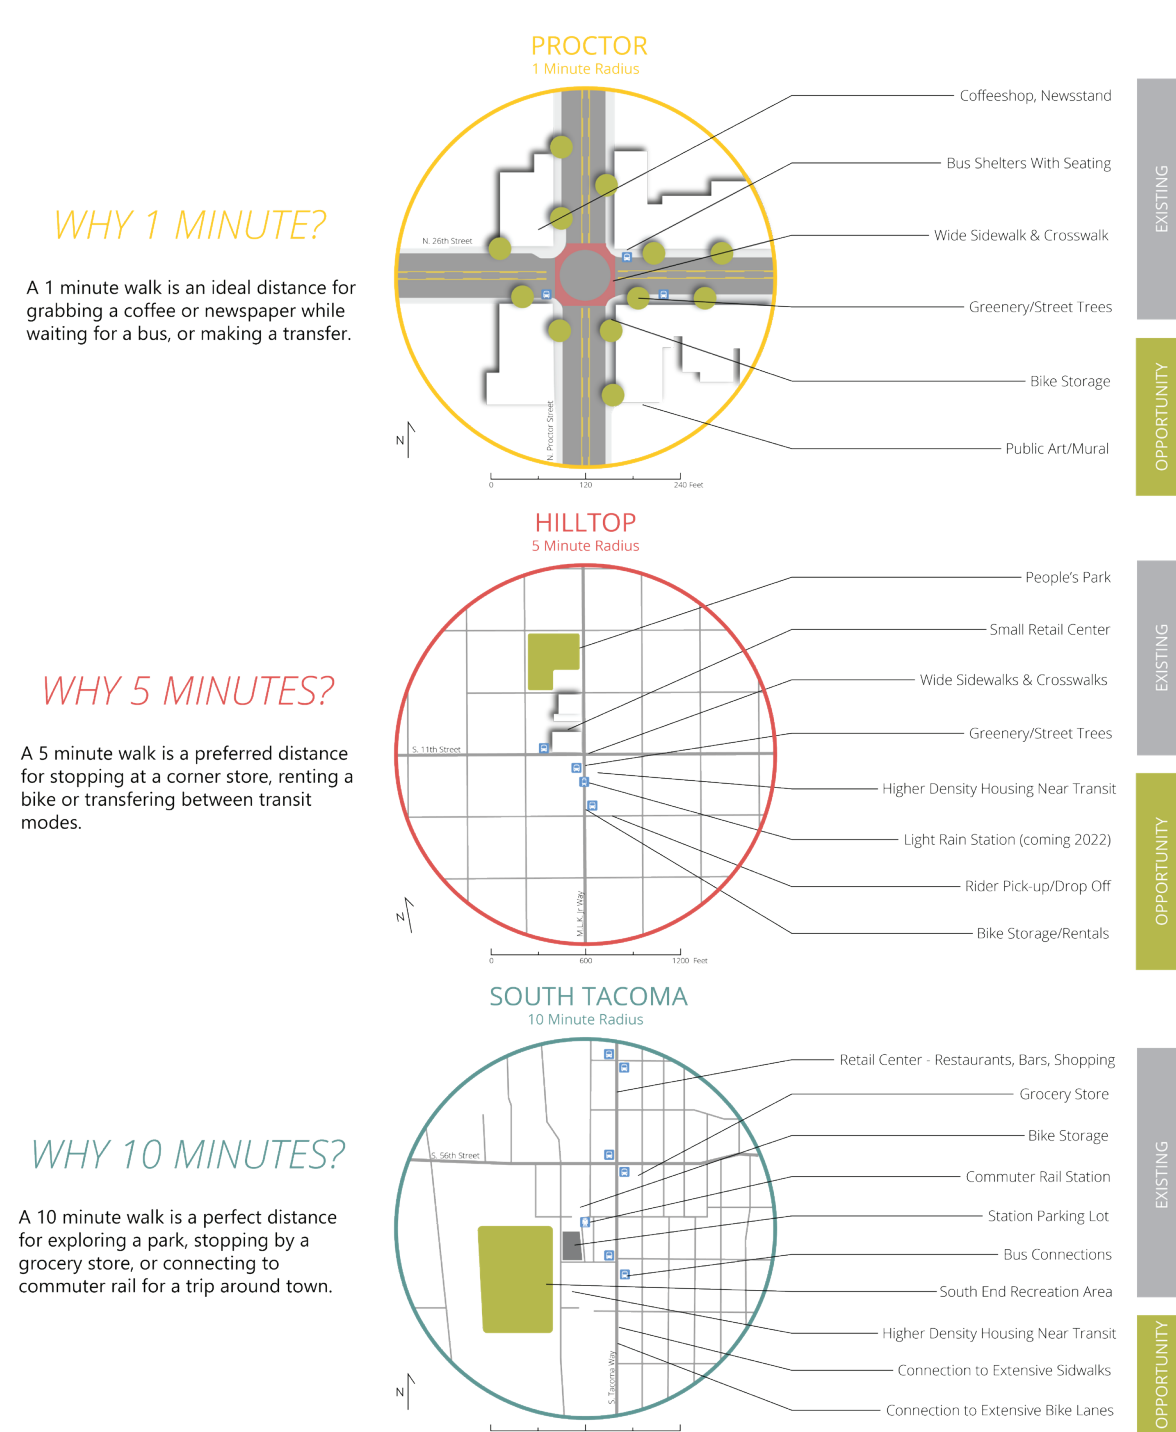 PROCTOR
1 Minute Radius
WHY 1 MINUTE?
A 1 minute walk is an ideal distance for
grabbing a coffee or newspaper while
waiting for a bus, or making a transfer.
N. 26th Street
N. Proctor Street
N
0 120 240 Feet
Coffeeshop, Newsstand
Bus Shelters With Seating
Wide Sidewalk & Crosswalk
Greenery/Street Trees
Bike Storage
Public Art/Mural
EXISTING
OPPORTUNITY
HILLTOP
5 Minute Radius
WHY 5 MINUTES?
A 5 minute walk is a preferred distance
for stopping at a corner store, renting a
bike or transfering between transit
modes.
S. 11th Street
M.L.K. Jr Way
N
0 600 1200 Feet
People's Park
Small Retail Center
Wide Sidewalks & Crosswalks
Greenery/Street Trees
Higher Density Housing Near Transit
Light Rain Station (coming 2022)
Rider Pick-up/Drop Off
Bike Storage/Rentals
EXISTING
OPPORTUNITY
SOUTH TACOMA
10 Minute Radius
WHY 10 MINUTES?
A 10 minute walk is a perfect distance
for exploring a park, stopping by a
grocery store, or connecting to
commuter rail for a trip around town.
S. 56th Street
S. Tacoma Way
N
Retail Center - Restaurants, Bars, Shopping
Grocery Store
Bike Storage
Commuter Rail Station
Station Parking Lot
Bus Connections
South End Recreation Area
Higher Density Housing Near Transit
Connection to Extensive Sidwalks
Connection to Extensive Bike Lanes
EXISTING
OPPORTUNITY